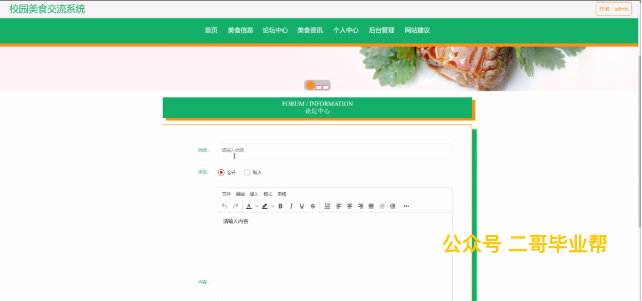 校园美食交流系统
作者：admin
首页 美食信息 论坛中心 美食资讯 个人中心 后台管理 网站建议
FORUM / INFORMATION
论坛中心
标题：
请输入标题
类型：
公开 私人
文件 编辑 插入 格式 表格
请输入内容
公众号 二哥毕业帮
内容：